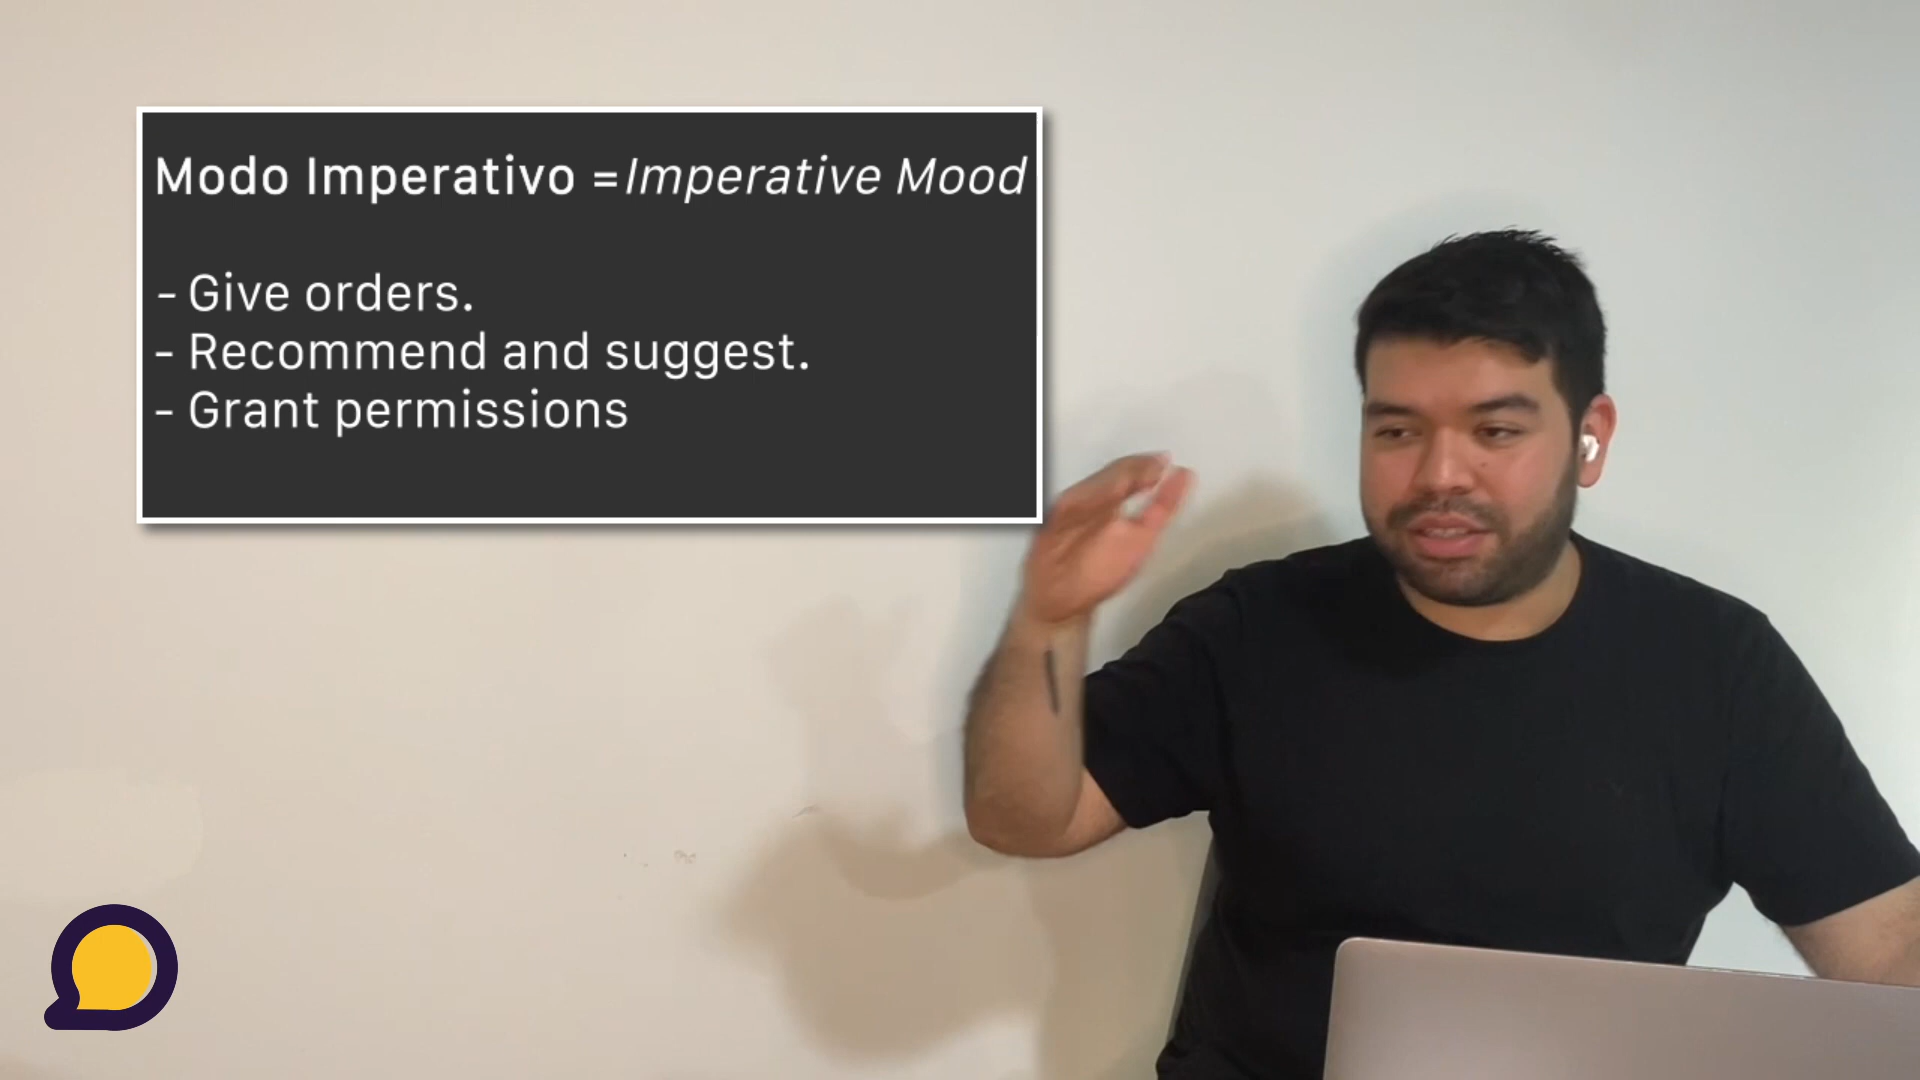 Modo Imperativo =Imperative Mood
- Give orders.
- Recommend and suggest.
- Grant permissions